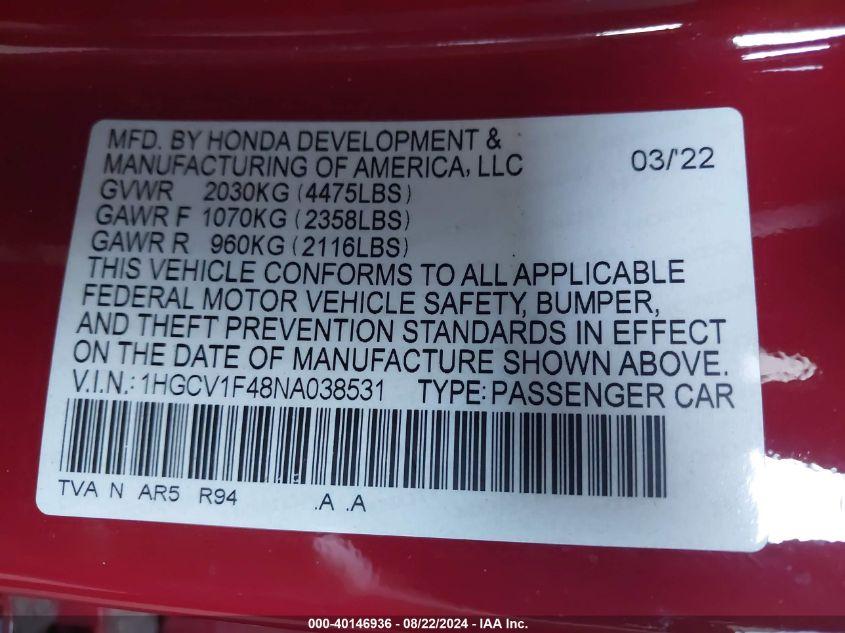 MFD. BY HONDA DEVELOPMENT &
MANUFACTURING OF AMERICA, LLC 03/'22
GVWR 2030KG (4475LBS)
GAWR F 1070KG (2358LBS)
GAWR R 960KG (2116LBS)
THIS VEHICLE CONFORMS TO ALL APPLICABLE
FEDERAL MOTOR VEHICLE SAFETY, BUMPER,
AND THEFT PREVENTION STANDARDS IN EFFECT
ON THE DATE OF MANUFACTURE SHOWN ABOVE.
V.I.N.: 1HGCV1F48NA038531 TYPE: PASSENGER CAR
TVA N AR5 R94 .A .A
000-40146936 - 08/22/2024 - IAA Inc.